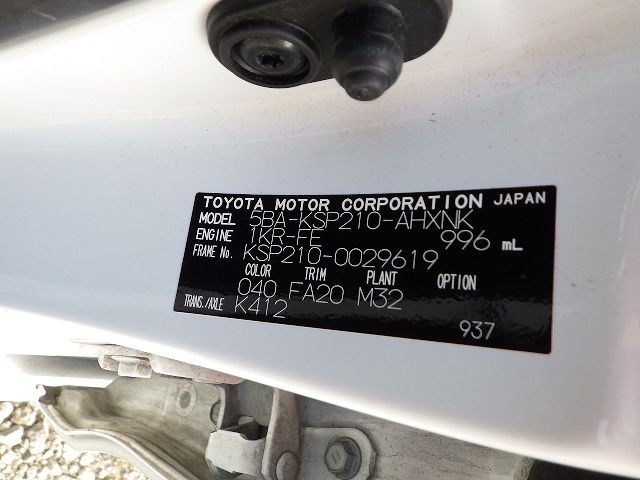 TOYOTA MOTOR CORPORATION JAPAN
MODEL 5BA-KSP210-AHXNK
ENGINE 1KR-FE 996 mL
FRAME No. KSP210-0029619
COLOR TRIM PLANT OPTION
040 FA20 M32
TRANS./AXLE K412
937